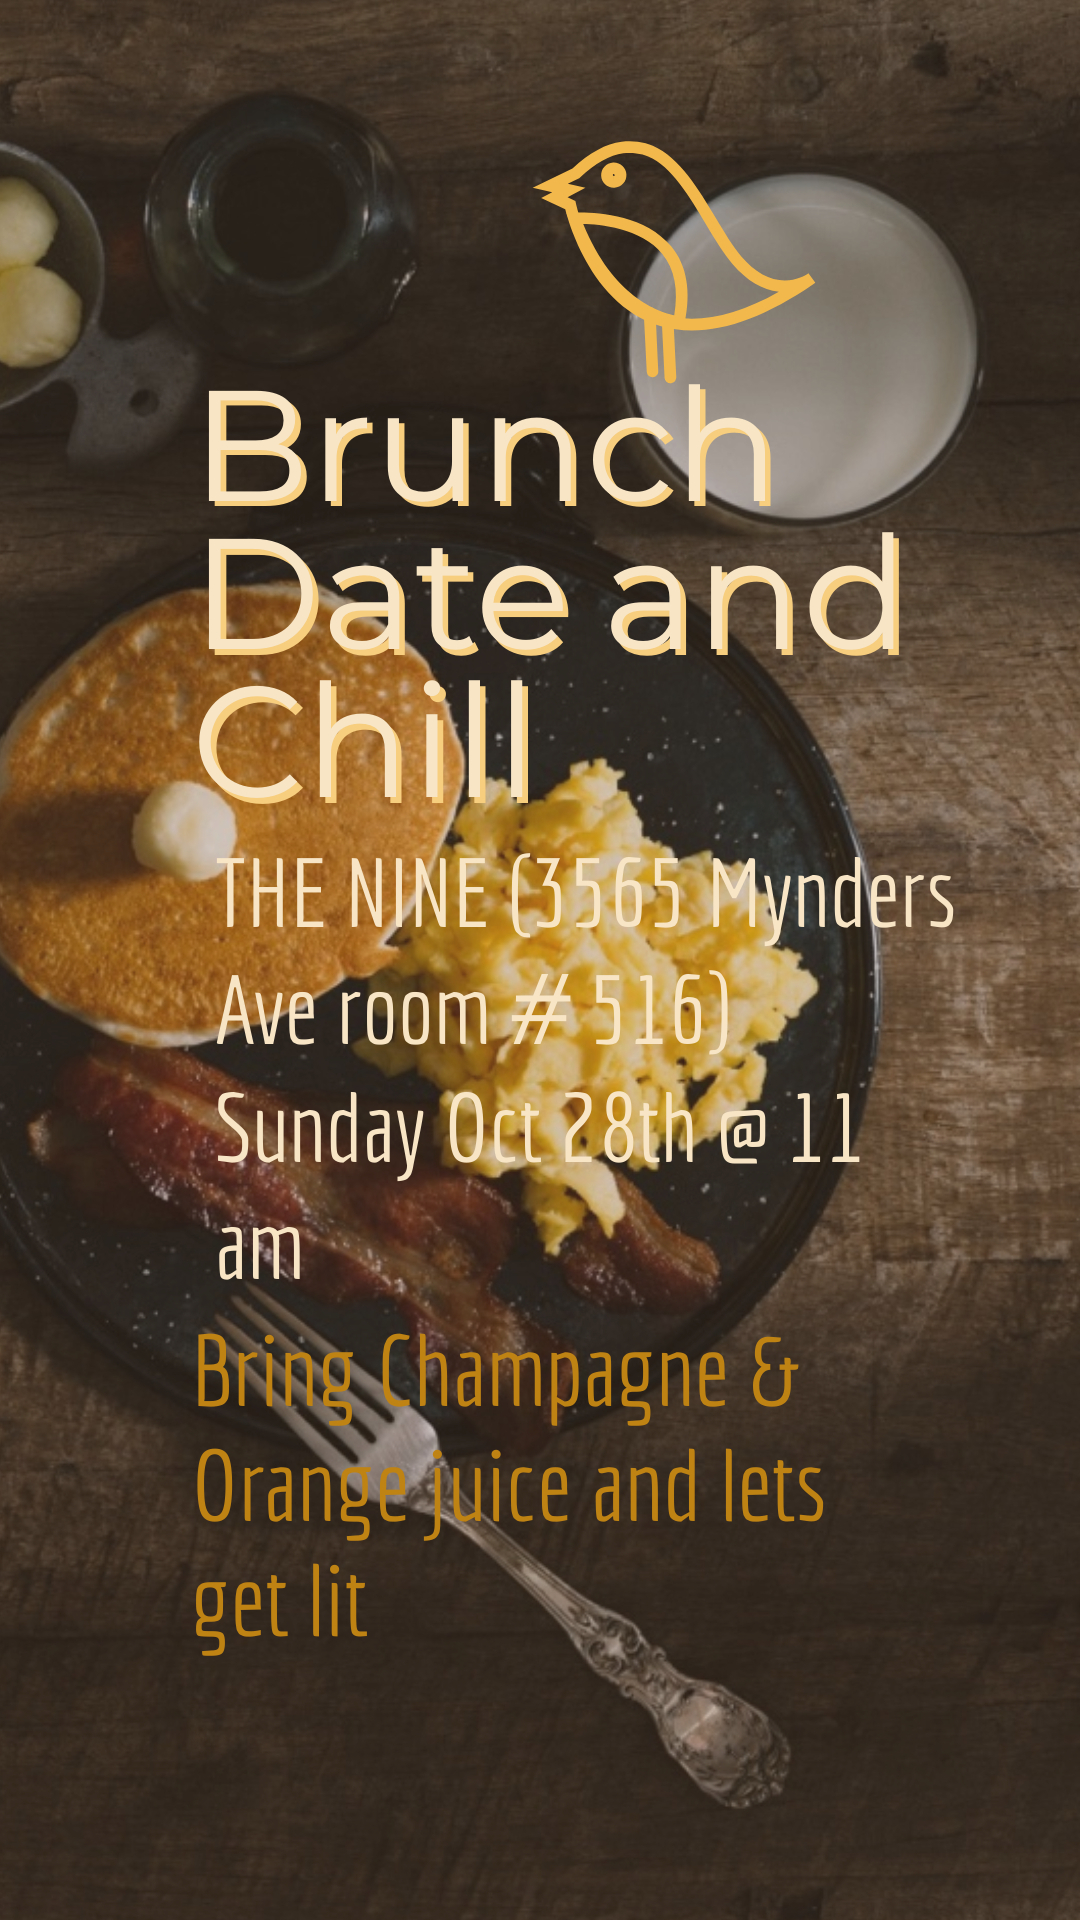 Brunch
Date and
Chill
THE NINE (3565 Mynders
Ave room # 516)
Sunday Oct 28th @ 11
am
Bring Champagne &
Orange juice and lets
get lit